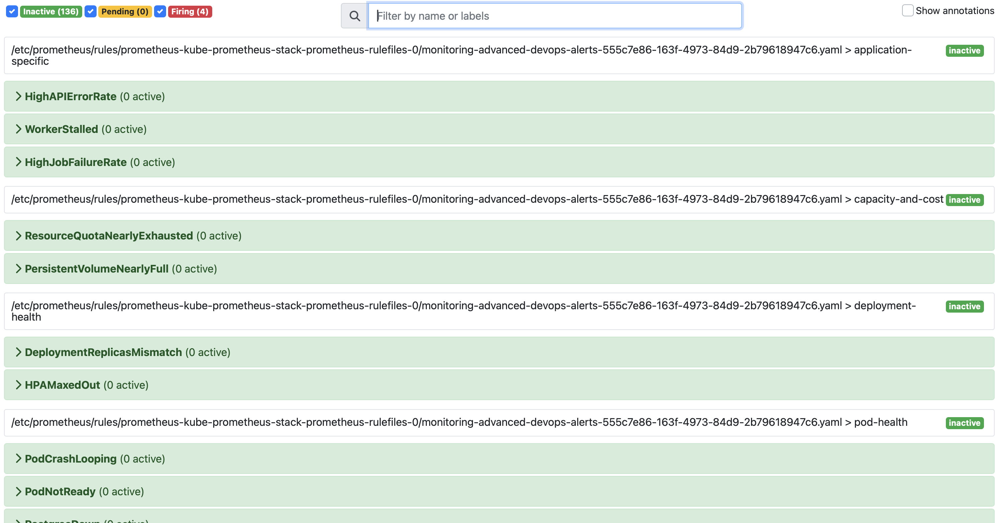 Inactive (136) Pending (0) Firing (4)
Filter by name or labels
Show annotations
/etc/prometheus/rules/prometheus-kube-prometheus-stack-prometheus-rulefiles-0/monitoring-advanced-devops-alerts-555c7e86-163f-4973-84d9-2b79618947c6.yaml > application-
specific
inactive
HighAPIErrorRate (0 active)
WorkerStalled (0 active)
HighJobFailureRate (0 active)
/etc/prometheus/rules/prometheus-kube-prometheus-stack-prometheus-rulefiles-0/monitoring-advanced-devops-alerts-555c7e86-163f-4973-84d9-2b79618947c6.yaml > capacity-and-cost
inactive
ResourceQuotaNearlyExhausted (0 active)
PersistentVolumeNearlyFull (0 active)
/etc/prometheus/rules/prometheus-kube-prometheus-stack-prometheus-rulefiles-0/monitoring-advanced-devops-alerts-555c7e86-163f-4973-84d9-2b79618947c6.yaml > deployment-
health
inactive
DeploymentReplicasMismatch (0 active)
HPAMaxedOut (0 active)
/etc/prometheus/rules/prometheus-kube-prometheus-stack-prometheus-rulefiles-0/monitoring-advanced-devops-alerts-555c7e86-163f-4973-84d9-2b79618947c6.yaml > pod-health
inactive
PodCrashLooping (0 active)
PodNotReady (0 active)
PostgresDown (0 active)